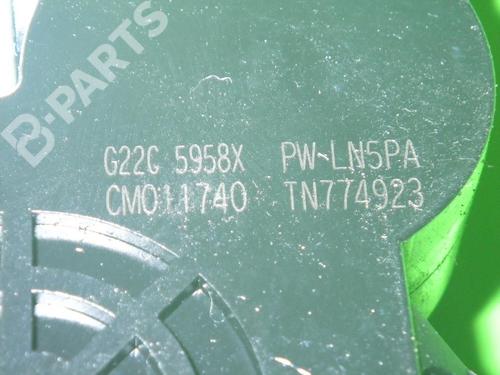 B-PARTS
G22C 5958X PW-LN5PA
CM011740 TN774923